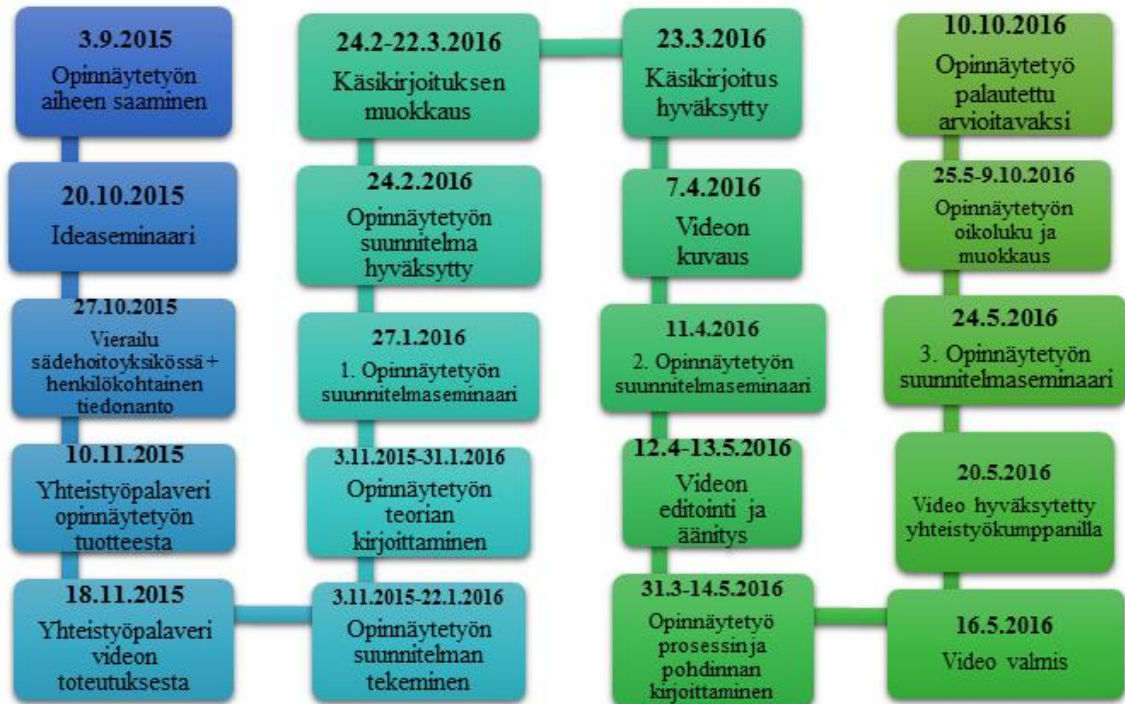 3.9.2015
Opinnäytetyön
aiheen saaminen
20.10.2015
Ideaseminaari
27.10.2015
Vierailu
sädehoitoyksikössä+
henkilökohtainen
tiedonanto
10.11.2015
Yhteistyöpalaveri
opinnäytetyön
tuotteesta
18.11.2015
Yhteistyöpalaveri
videon
toteutuksesta
3.11.2015-22.1.2016
Opinnäytetyön
suunnitelman
tekeminen
3.11.2015-31.1.2016
Opinnäytetyön
teorian
kirjoittaminen
27.1.2016
1. Opinnäytetyön
suunnitelmaseminaari
24.2.2016
Opinnäytetyön
suunnitelma
hyväksytty
24.2-22.3.2016
Käsikirjoituksen
muokkaus
23.3.2016
Käsikirjoitus
hyväksytty
7.4.2016
Videon
kuvaus
11.4.2016
2. Opinnäytetyön
suunnitelmaseminaari
12.4-13.5.2016
Videon
editointi ja
äänitys
31.3-14.5.2016
Opinnäytetyö
prosessin ja
pohdinnan
kirjoittaminen
16.5.2016
Video valmis
20.5.2016
Video hyväksytetty
yhteistyökumppanilla
24.5.2016
3. Opinnäytetyön
suunnitelmaseminaari
25.5-9.10.2016
Opinnäytetyön
oikoluku ja
muokkaus
10.10.2016
Opinnäytetyö
palautettu
arvioitavaksi